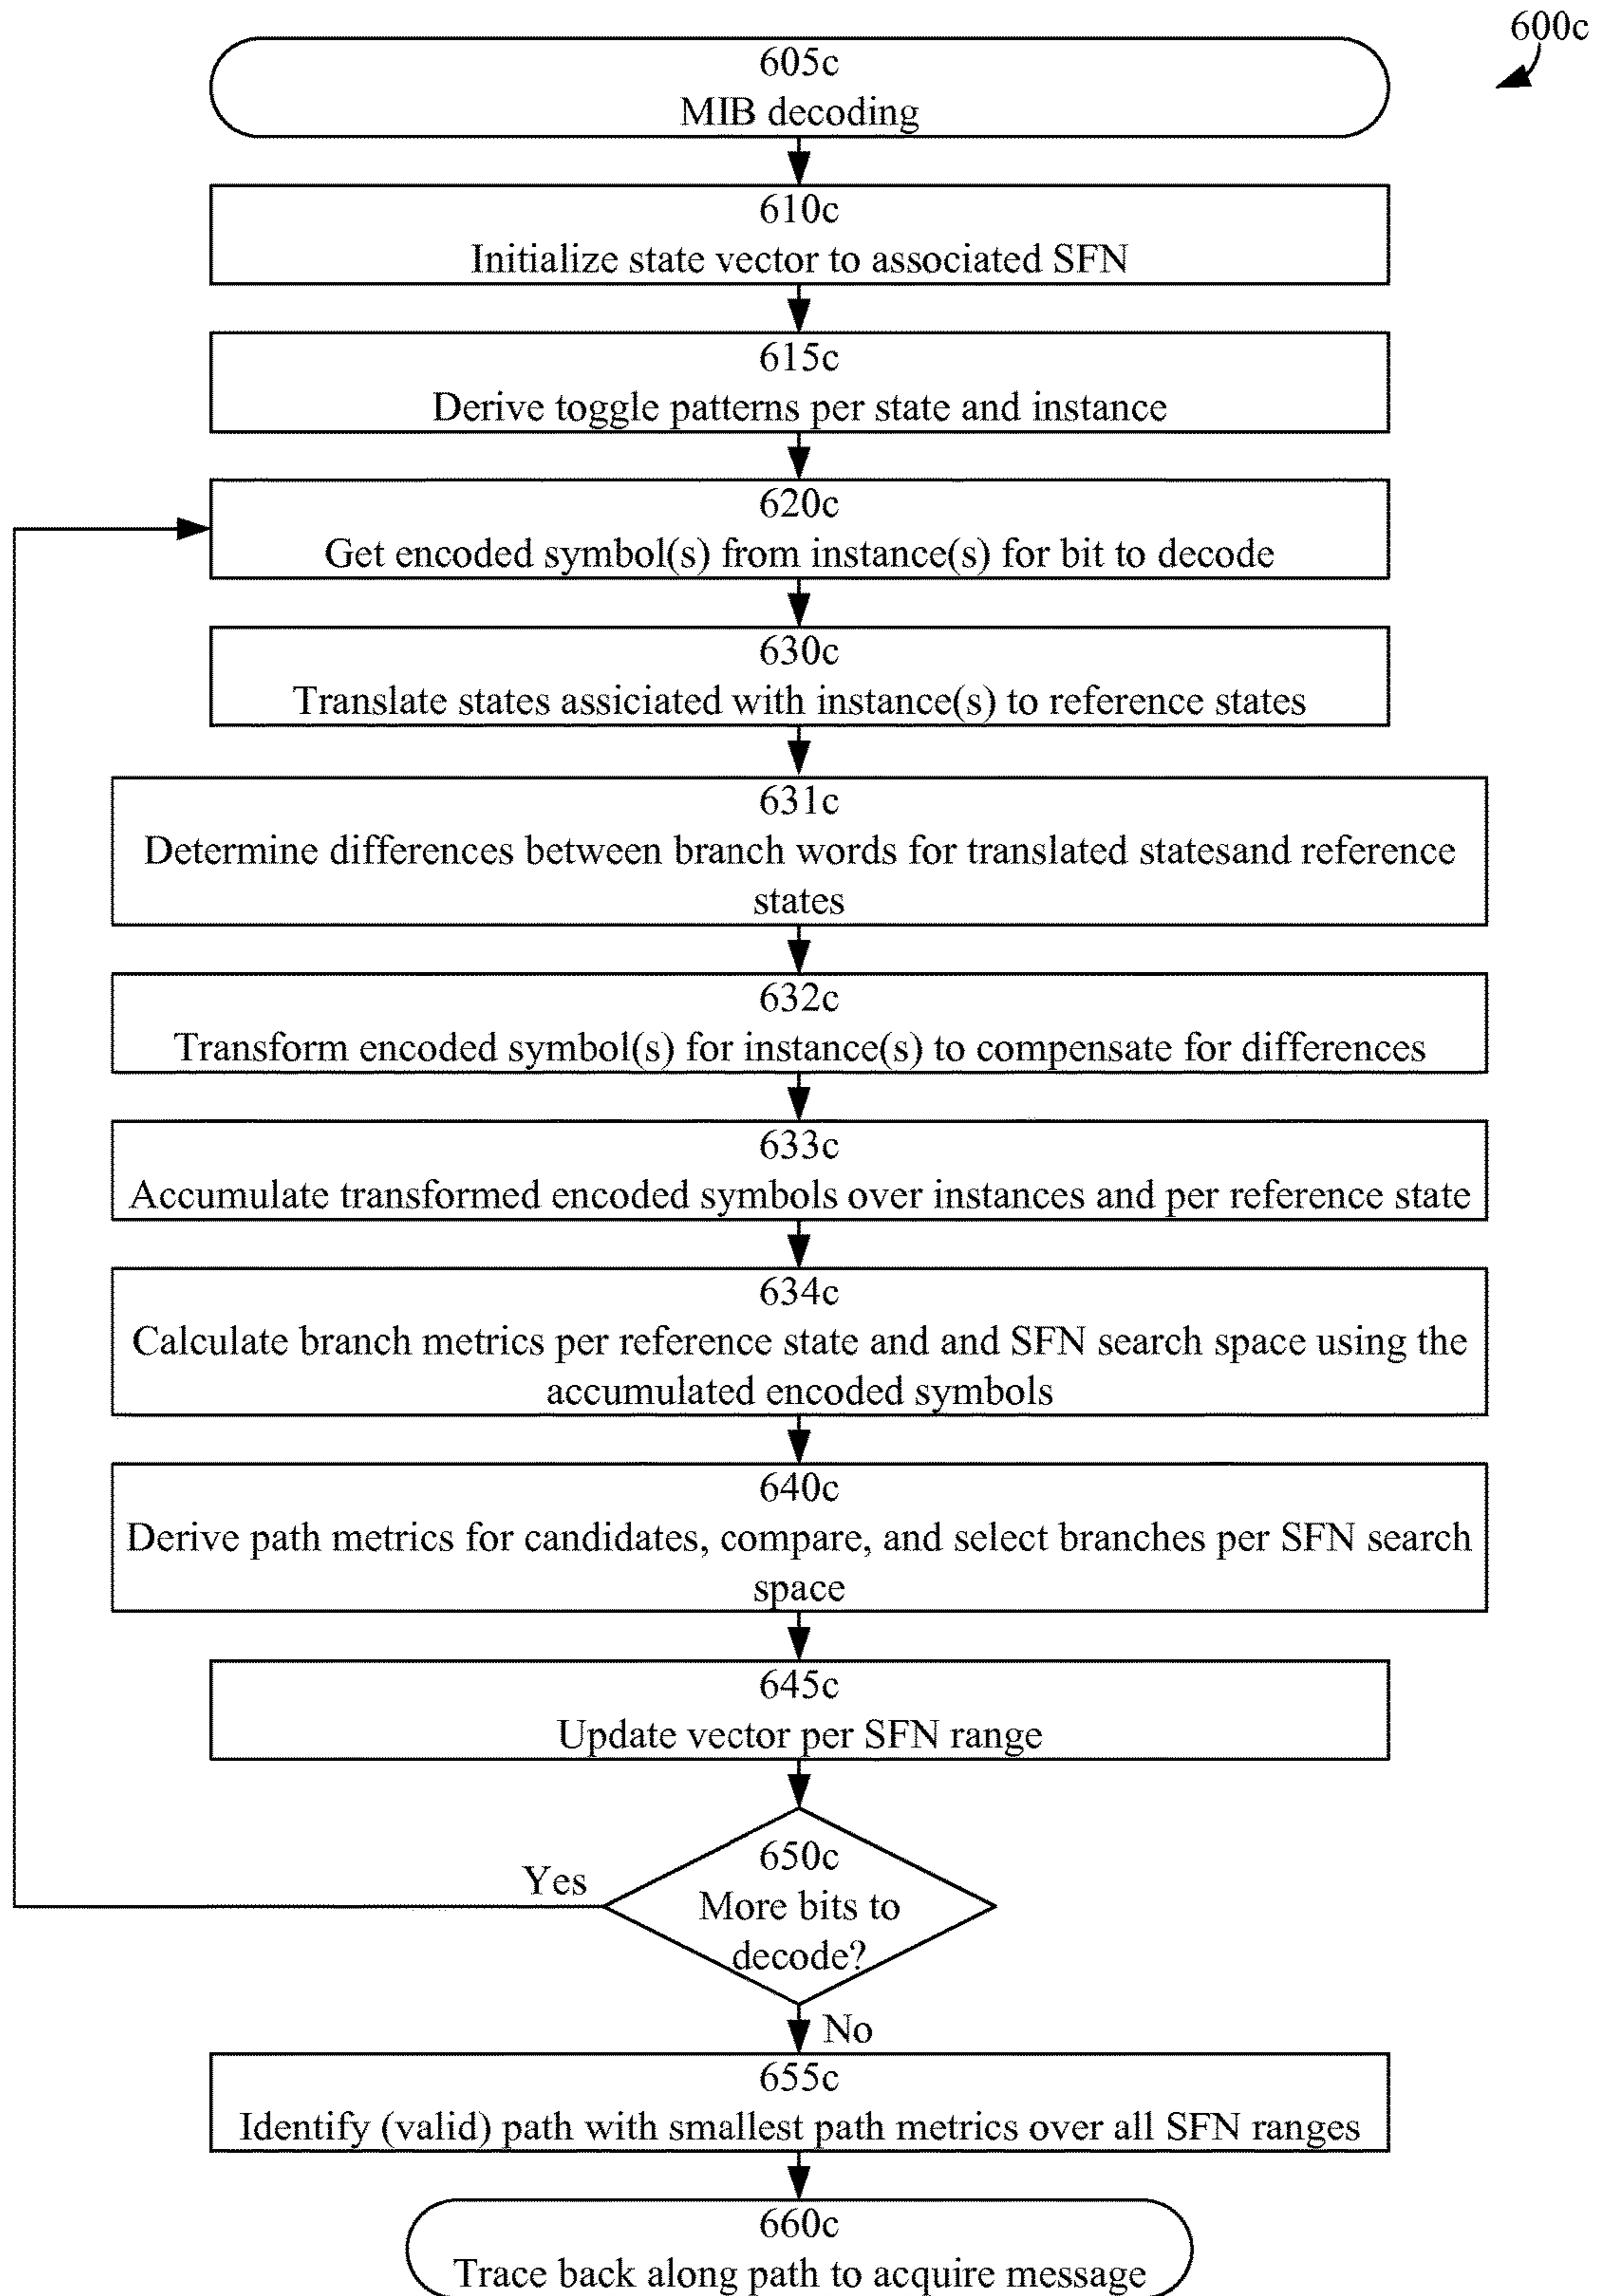 600c
605c
MIB decoding
610c
Initialize state vector to associated SFN
615c
Derive toggle patterns per state and instance
620c
Get encoded symbol(s) from instance(s) for bit to decode
630c
Translate states assiciated with instance(s) to reference states
631c
Determine differences between branch words for translated statesand reference
states
632c
Transform encoded symbol(s) for instance(s) to compensate for differences
633c
Accumulate transformed encoded symbols over instances and per reference state
634c
Calculate branch metrics per reference state and and SFN search space using the
accumulated encoded symbols
640c
Derive path metrics for candidates, compare, and select branches per SFN search
space
645c
Update vector per SFN range
650c
Yes
More bits to
decode?
No
655c
Identify (valid) path with smallest path metrics over all SFN ranges
660c
Trace back along path to acquire message